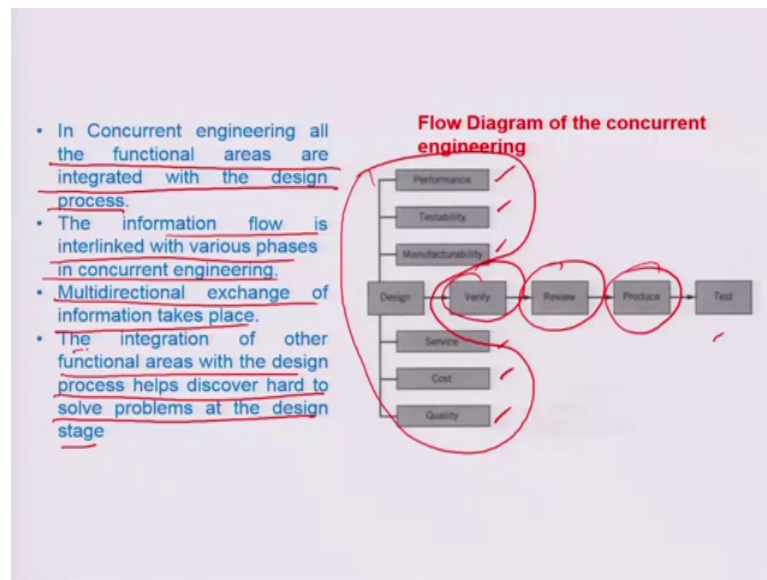 • In Concurrent engineering all
the functional areas are
integrated with the design
process.
• The information flow is
interlinked with various phases
in concurrent engineering.
• Multidirectional exchange of
information takes place.
• The integration of other
functional areas with the design
process helps discover hard to
solve problems at the design
stage
Flow Diagram of the concurrent
engineering
Performance
Testability
Manufacturability
Design
Verify
Review
Produce
Test
Service
Cost
Quality